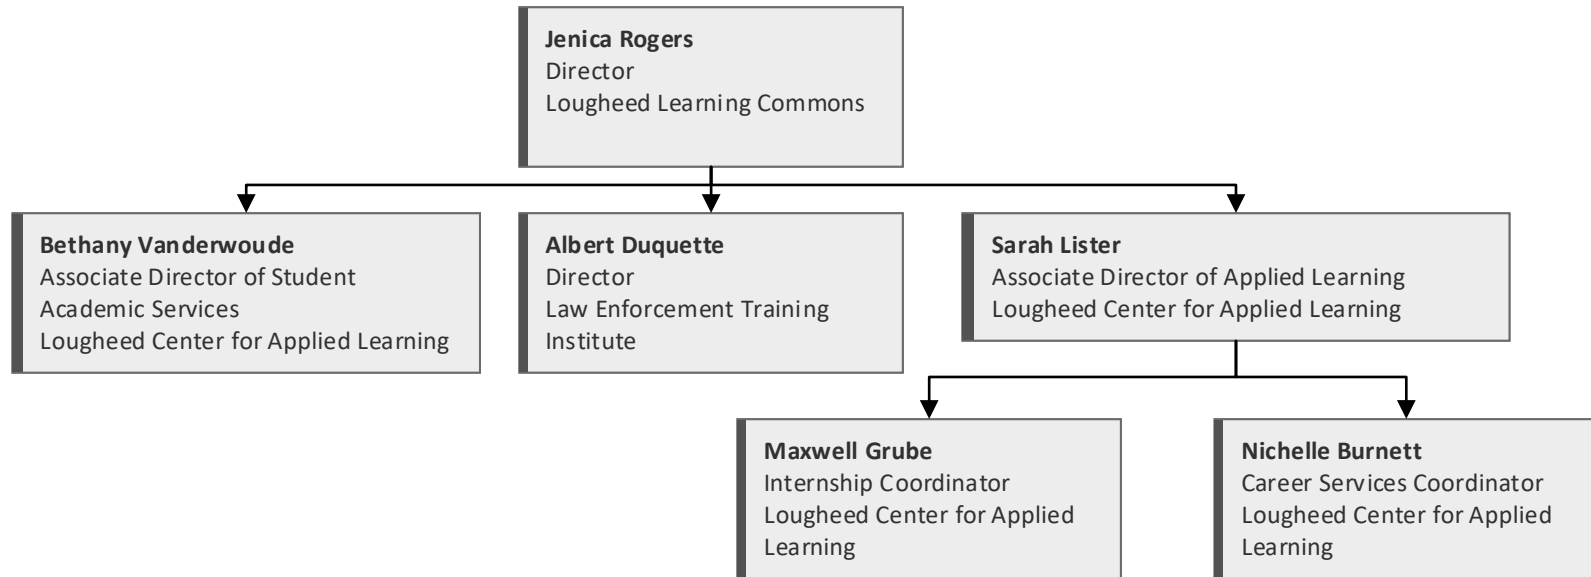 Jenica Rogers
Director
Lougheed Learning Commons
Bethany Vanderwoude
Associate Director of Student
Academic Services
Lougheed Center for Applied Learning
Albert Duquette
Director
Law Enforcement Training
Institute
Sarah Lister
Associate Director of Applied Learning
Lougheed Center for Applied Learning
Maxwell Grube
Internship Coordinator
Lougheed Center for Applied
Learning
Nichelle Burnett
Career Services Coordinator
Lougheed Center for Applied
Learning